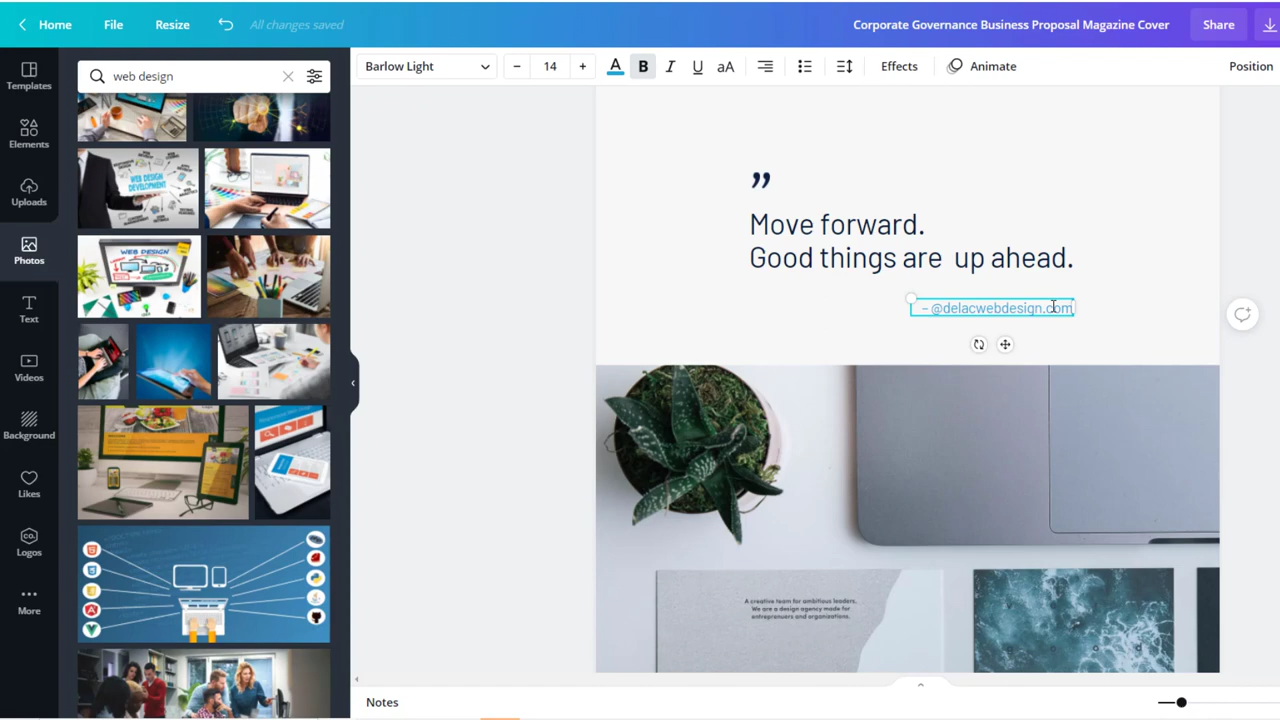 Home File Resize All changes saved Corporate Governance Business Proposal Magazine Cover Share
Templates
Elements
Uploads
Photos
Text
Videos
Background
Likes
CO.
Logos
More
web design
WEB DESIGN DEVELOPMENT
WEB DESIGN
Barlow Light - 14 + A B I U aA Effects Animate Position
”
Move forward.
Good things are up ahead.
– @delacwebdesign.com
A creative team for ambitious leaders,
We are a design agency made for
entrepreneurs and organizations.
Notes